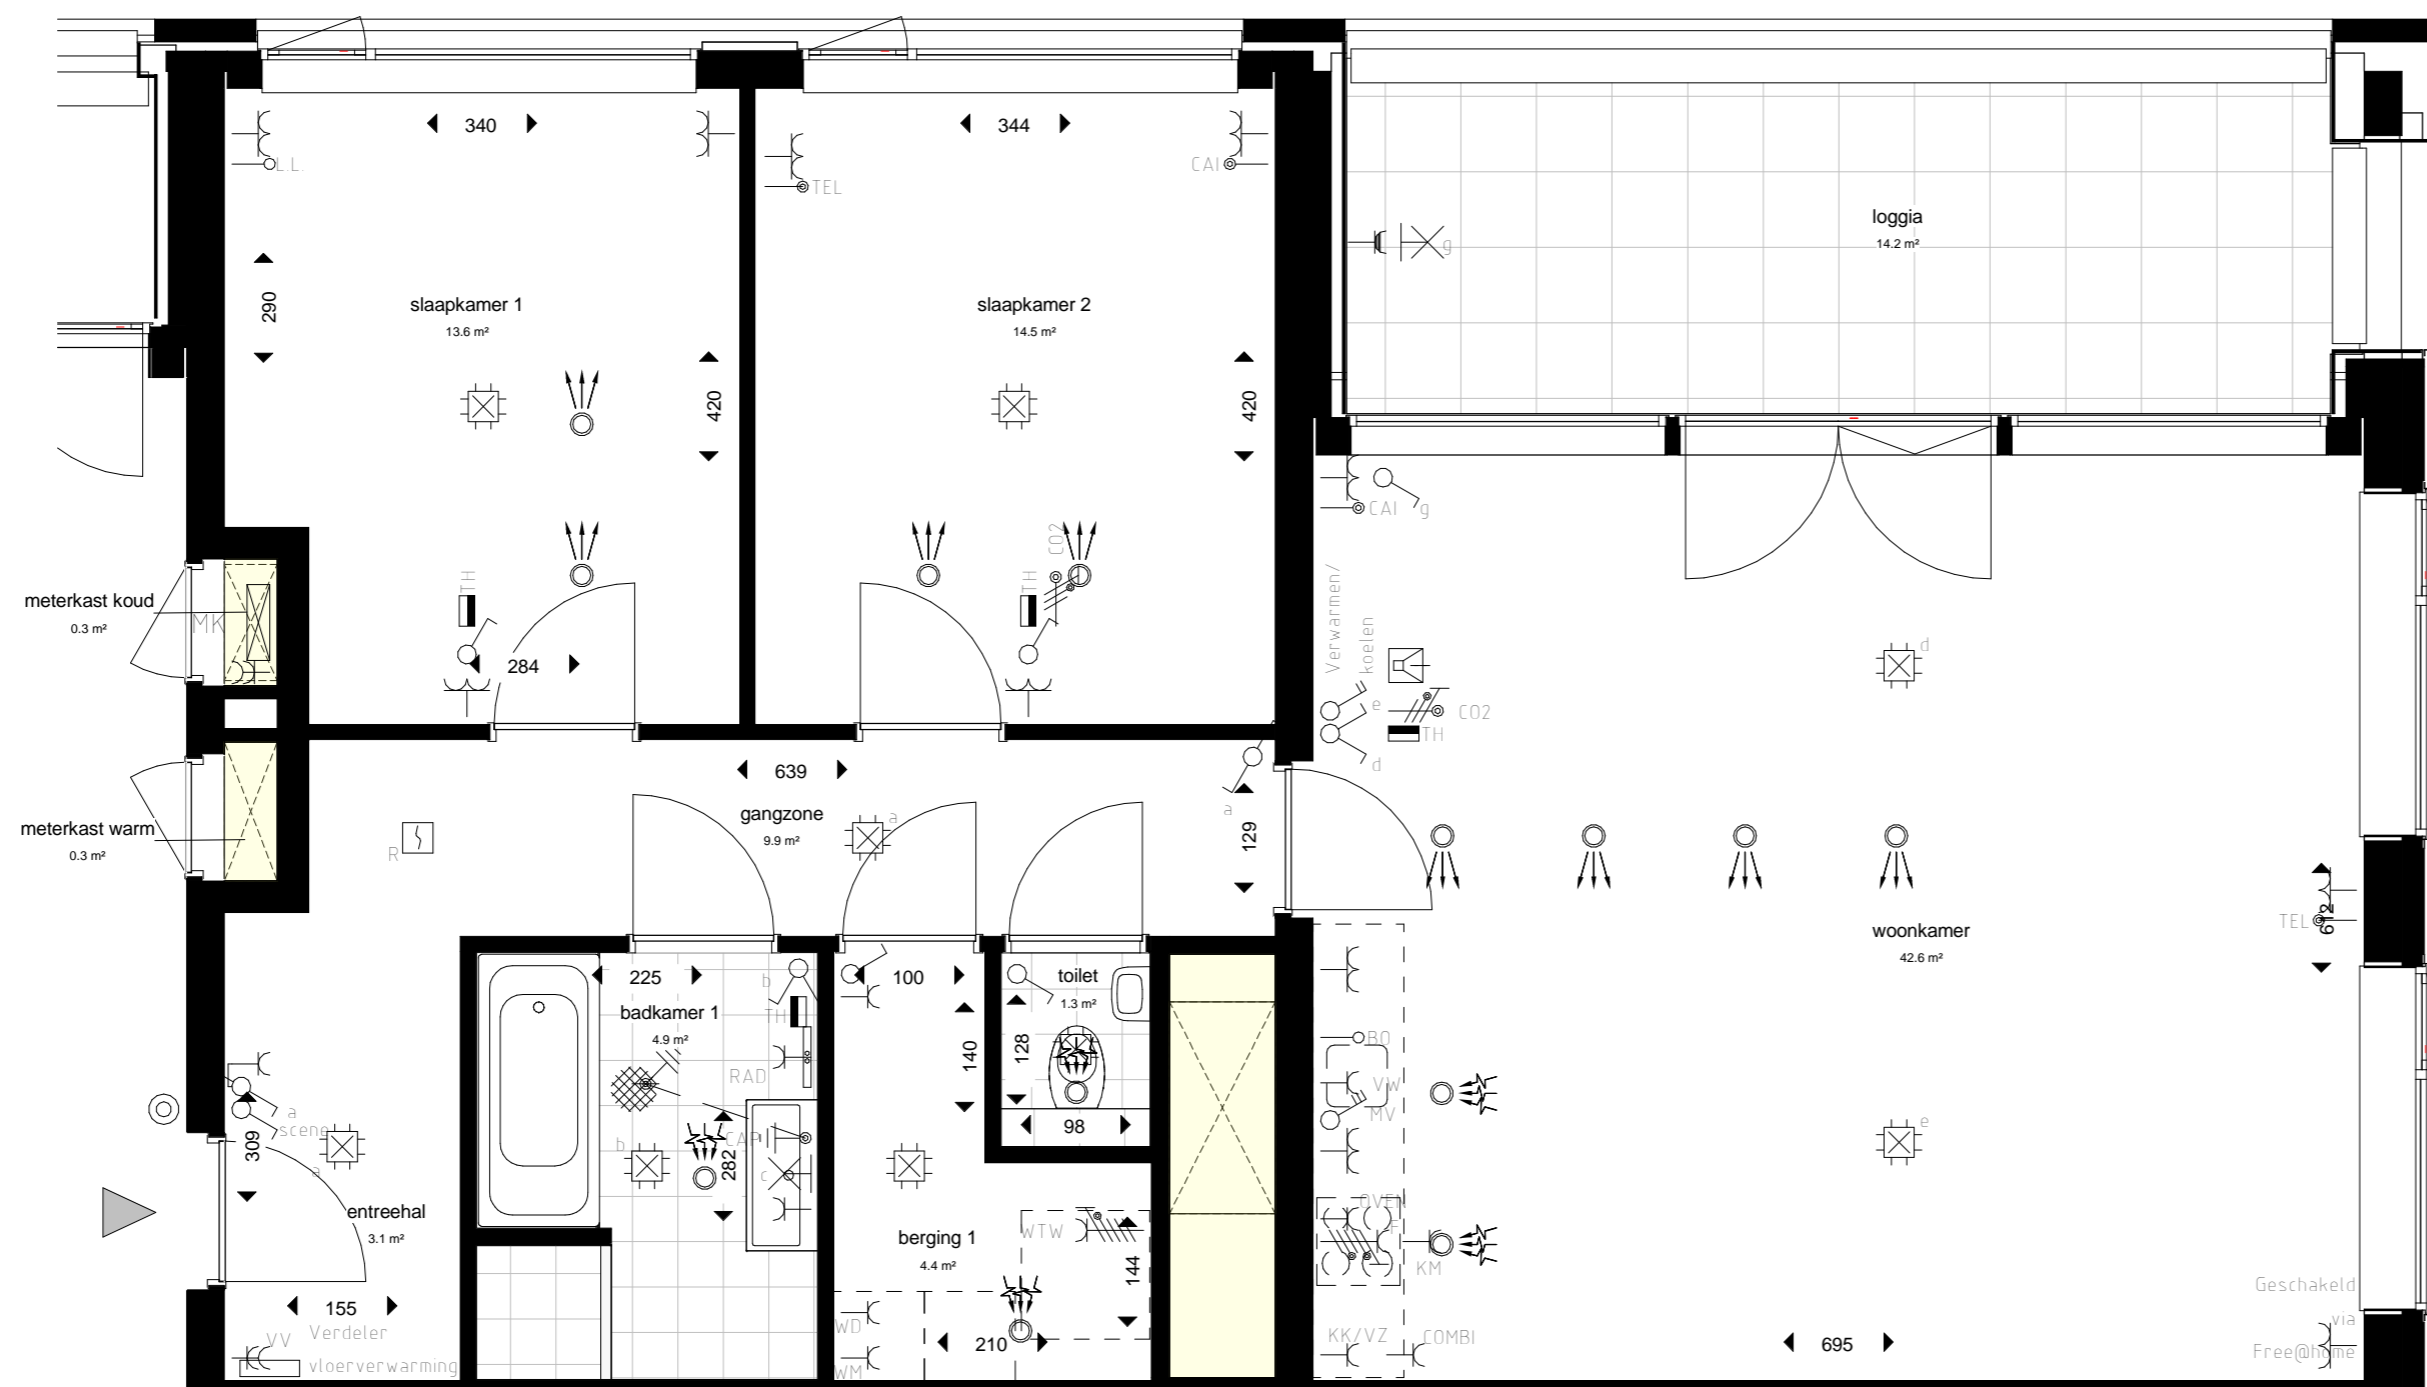 340
344
L.L.
TEL
CAI
loggia
14.2 m²
g
290
slaapkamer 1
13.6 m²
slaapkamer 2
14.5 m²
420
420
CAI g
CO2
TH
TH
Verwarmen/
koelen
meterkast koud
0.3 m²
MK
284
d
e
CO2
TH
d
639
gangzone
9.9 m²
a
a
129
meterkast warm
0.3 m²
R
woonkamer
42.6 m²
TEL
612
225
badkamer 1
4.9 m²
b
TH
RAD
100
140
toilet
1.3 m²
128
98
BO
VW
MV
a
scene
309
a
b
CAP
282
c
e
entreehal
3.1 m²
berging 1
4.4 m²
WTW
144
OVEN
F
KM
Geschakeld
via
Free@home
155
VV
Verdeler
vloerverwarming
WD
WM
210
KK/VZ
COMBI
695